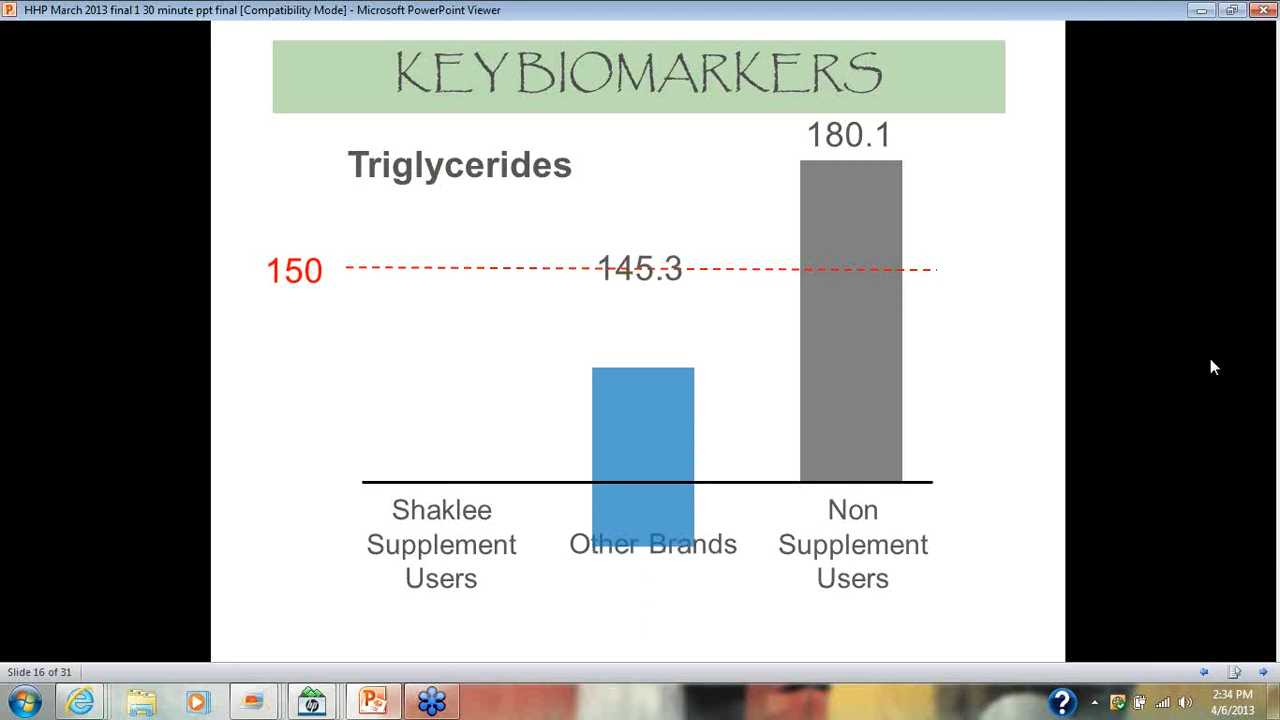 HHP March 2013 final 1 30 minute ppt final [Compatibility Mode] - Microsoft PowerPoint Viewer
KEY BIOMARKERS
180.1
Triglycerides
150
145.3
Shaklee
Supplement
Users
Other Brands
Non
Supplement
Users
Slide 16 of 31
2:34 PM
4/6/2013